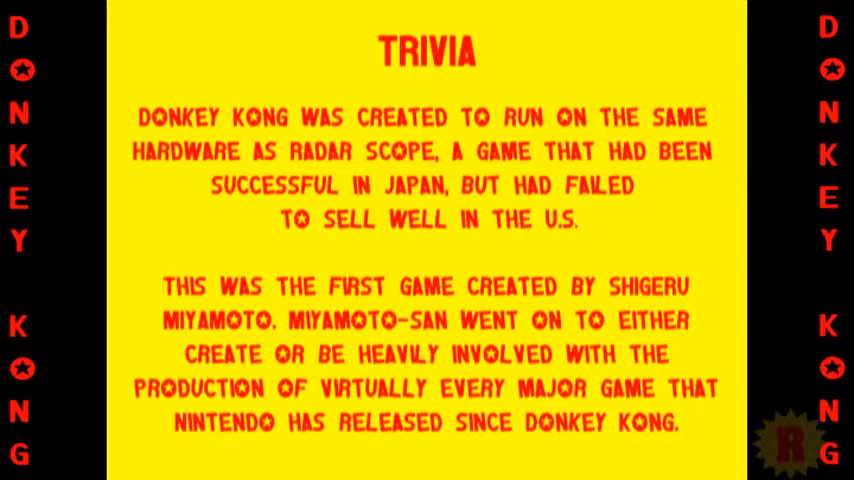 TRIVIA
DONKEY KONG WAS CREATED TO RUN ON THE SAME
HARDWARE AS RADAR SCOPE, A GAME THAT HAD BEEN
SUCCESSFUL IN JAPAN, BUT HAD FAILED
TO SELL WELL IN THE U.S.
THIS WAS THE FIRST GAME CREATED BY SHIGERU
MIYAMOTO. MIYAMOTO-SAN WENT ON TO EITHER
CREATE OR BE HEAVILY INVOLVED WITH THE
PRODUCTION OF VIRTUALLY EVERY MAJOR GAME THAT
NINTENDO HAS RELEASED SINCE DONKEY KONG.
DONKEY KONG
DONKEY KONG
R